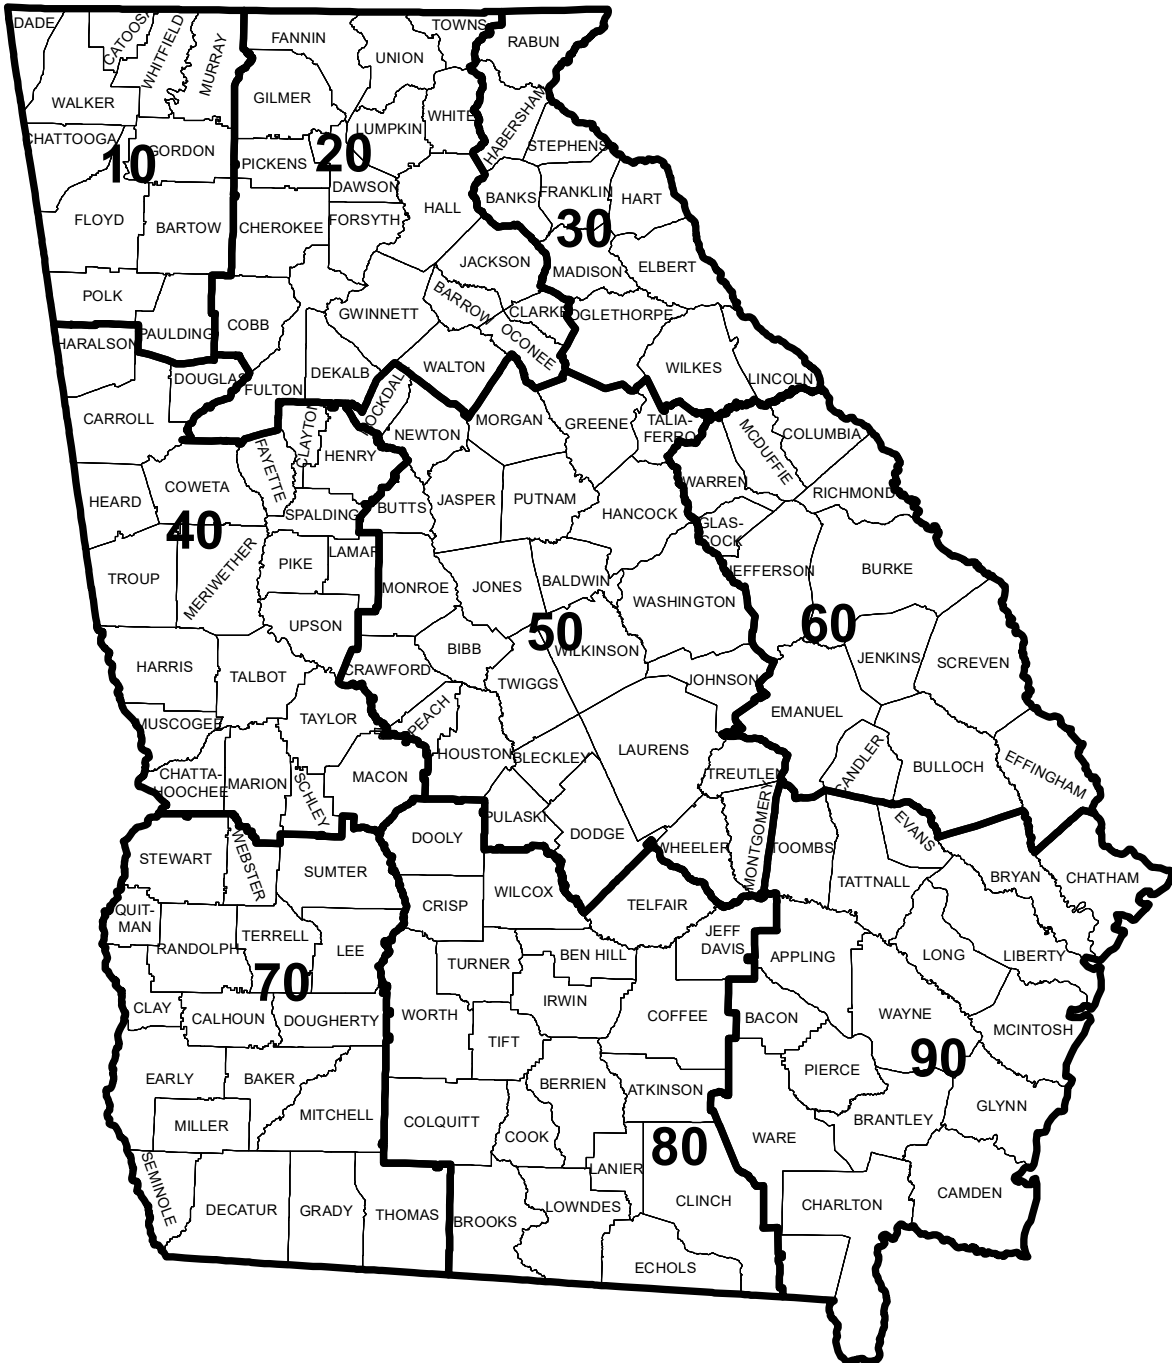 DADE
CATOOSA
WHITFIELD
MURRAY
FANNIN
TOWNS
RABUN
UNION
WALKER
GILMER
LUMPKIN
WHITE
HABERSHAM
CHATTOOGA
GORDON
10
PICKENS
20
STEPHENS
DAWSON
BANKS
FRANKLIN
HART
FLOYD
BARTOW
CHEROKEE
FORSYTH
HALL
30
JACKSON
MADISON
ELBERT
POLK
PAULDING
COBB
GWINNETT
BARROW
CLARKE
OCONEE
OGLETHORPE
HARALSON
DOUGLAS
FULTON
DEKALB
WALTON
WILKES
LINCOLN
CARROLL
CLAYTON
OCKDAL
NEWTON
MORGAN
GREENE
TALIA-
FERRO
MCDUFFIE
COLUMBIA
HENRY
FAYETTE
HEARD
COWETA
40
SPALDING
BUTTS
JASPER
PUTNAM
HANCOCK
WARREN
RICHMOND
GLAS-
COCK
TROUP
MERIWETHER
PIKE
LAMAR
MONROE
JONES
BALDWIN
WASHINGTON
JEFFERSON
BURKE
UPSON
BIBB
50
WILKINSON
60
JENKINS
SCREVEN
HARRIS
TALBOT
CRAWFORD
TWIGGS
JOHNSON
MUSCOGEE
TAYLOR
PEACH
HOUSTON
BLECKLEY
LAURENS
EMANUEL
CHATTA-
HOOCHEE
MARION
SCHLEY
MACON
TREUTLEN
CANDLER
BULLOCH
EFFINGHAM
DOOLY
PULASKI
DODGE
WHEELER
MONTGOMERY
TOOMBS
EVANS
STEWART
WEBSTER
SUMTER
WILCOX
TATTNALL
BRYAN
CHATHAM
QUIT-
MAN
RANDOLPH
TERRELL
LEE
CRISP
TELFAIR
JEFF
DAVIS
APPLING
LONG
LIBERTY
70
TURNER
BEN HILL
CLAY
CALHOUN
DOUGHERTY
WORTH
IRWIN
COFFEE
BACON
WAYNE
MCINTOSH
TIFT
90
EARLY
BAKER
MITCHELL
BERRIEN
ATKINSON
PIERCE
GLYNN
MILLER
COLQUITT
COOK
80
WARE
BRANTLEY
SEMINOLE
DECATUR
GRADY
THOMAS
BROOKS
LANIER
LOWNDES
CLINCH
CHARLTON
CAMDEN
ECHOLS